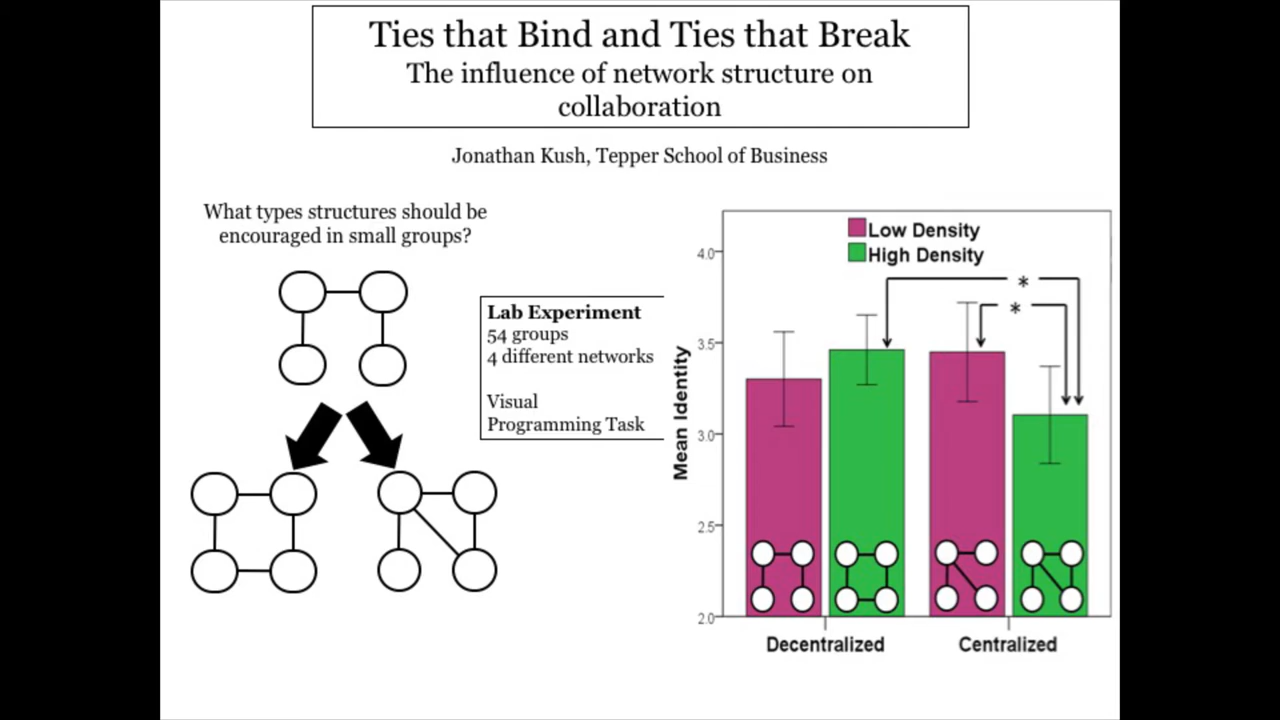 Ties that Bind and Ties that Break
The influence of network structure on
collaboration
Jonathan Kush, Tepper School of Business
What types structures should be
encouraged in small groups?
Lab Experiment
54 groups
4 different networks
Visual
Programming Task
Low Density
High Density
*
*
Mean Identity
4.0
3.5
3.0
2.5
2.0
Decentralized
Centralized